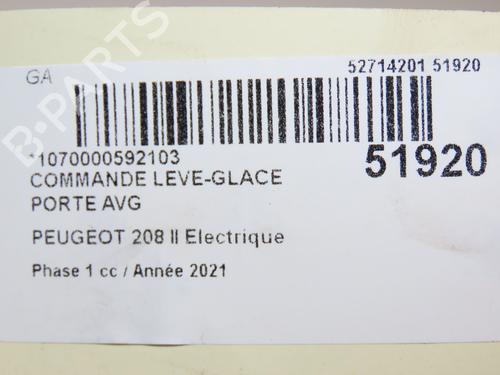 GA
52714201 51920
*1070000592103
51920
COMMANDE LEVE-GLACE
PORTE AVG
PEUGEOT 208 II Electrique
Phase 1 cc / Année 2021
B-PARTS